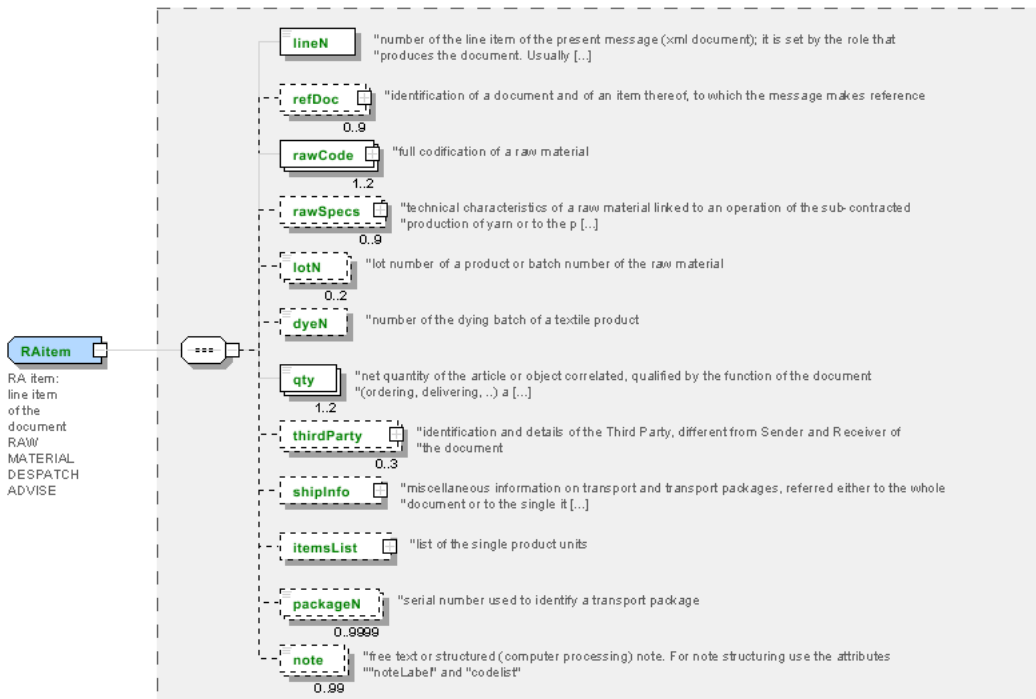 lineN
"number of the line item of the present message (xml document); it is set by the role that
"produces the document. Usually [...]
refDoc
"identification of a document and of an item thereof, to which the message makes reference
0..9
rawCode
"full codification of a raw material
1..2
rawSpecs
"technical characteristics of a raw material linked to an operation of the sub-contracted
"production of yarn or to the p [...]
0..9
lotN
"lot number of a product or batch number of the raw material
0..2
dyeN
"number of the dying batch of a textile product
RAitem
RA item:
line item
of the
document
RAW
MATERIAL
DESPATCH
ADVISE
qty
"net quantity of the article or object correlated, qualified by the function of the document
"(ordering, delivering, ..) a [...]
1..2
thirdParty
"identification and details of the Third Party, different from Sender and Receiver of
"the document
0..3
shipInfo
"miscellaneous information on transport and transport packages, referred either to the whole
"document or to the single it [...]
itemsList
"list of the single product units
packageN
"serial number used to identify a transport package
0..9999
note
"free text or structured (computer processing) note. For note structuring use the attributes
""noteLabel" and "codelist"
0..99